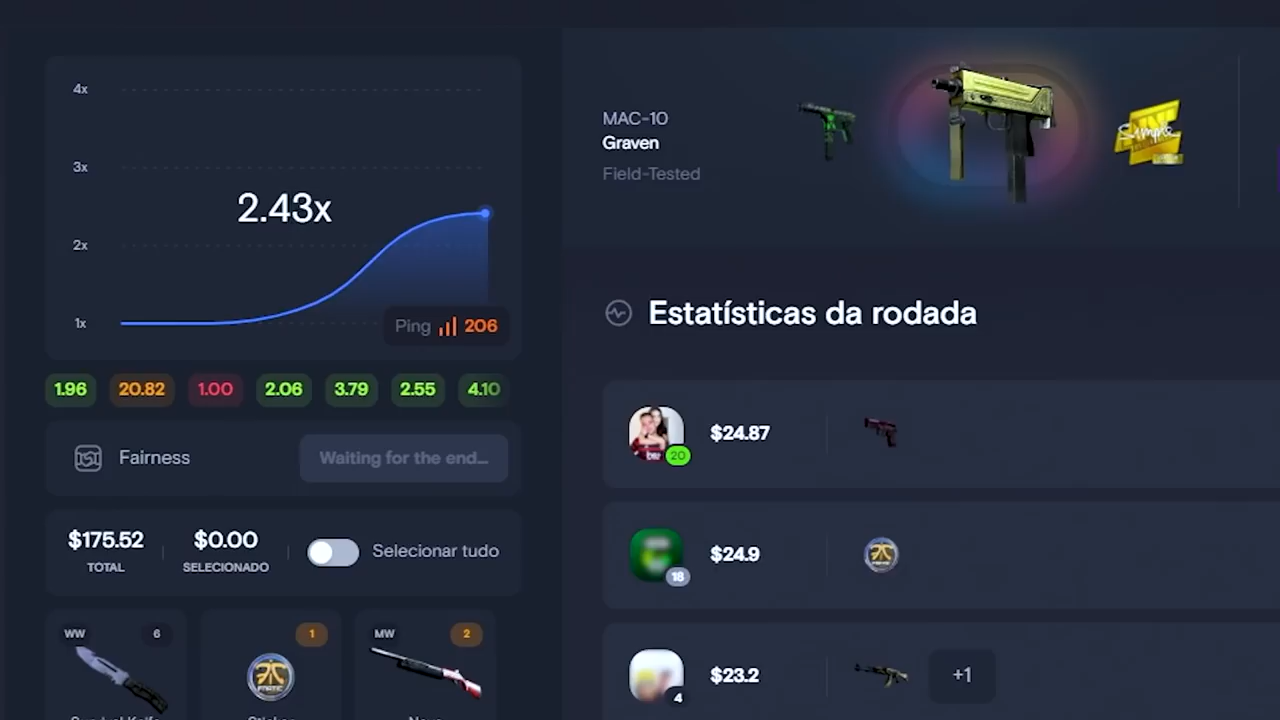 4x
3x
2.43x
2x
1x
Ping 206
1.96 20.82 1.00 2.06 3.79 2.55 4.10
Fairness
Waiting for the end...
$175.52
TOTAL
$0.00
SELECIONADO
Selecionar tudo
WW 6
1
MW 2
FNATIC
MAC-10
Graven
Field-Tested
Estatísticas da rodada
20
$24.87
18
$24.9
4
$23.2
+1